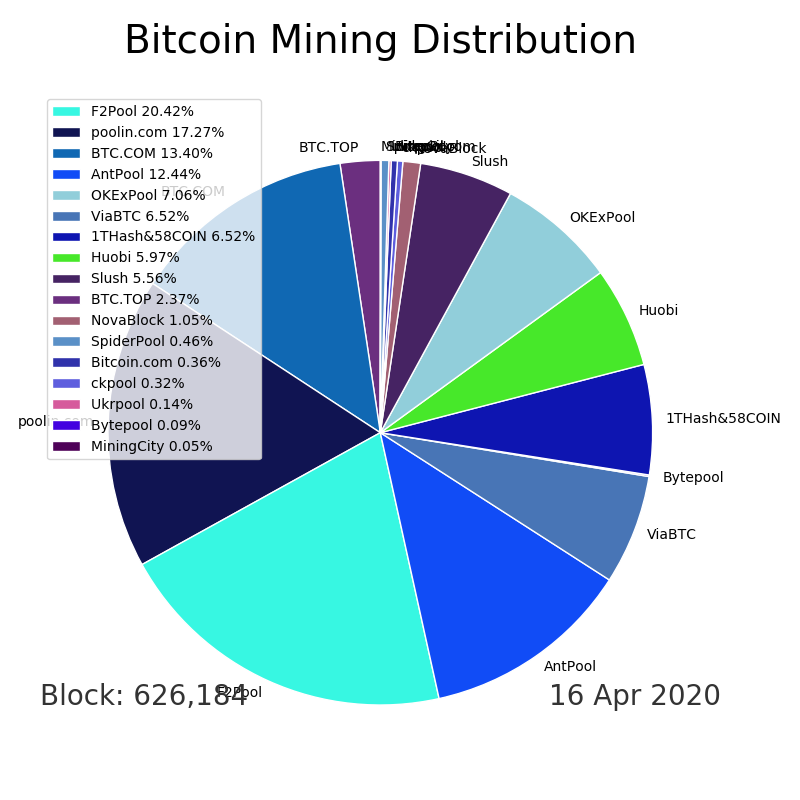 Bitcoin Mining Distribution
F2Pool 20.42%
poolin.com 17.27%
BTC.COM 13.40%
AntPool 12.44%
OKExPool 7.06%
ViaBTC 6.52%
1THash&58COIN 6.52%
Huobi 5.97%
Slush 5.56%
BTC.TOP 2.37%
NovaBlock 1.05%
SpiderPool 0.46%
Bitcoin.com 0.36%
ckpool 0.32%
Ukrpool 0.14%
Bytepool 0.09%
MiningCity 0.05%
BTC.TOP
Slush
OKExPool
Huobi
1THash&58COIN
Bytepool
ViaBTC
AntPool
F2Pool
poolin.com
BTC.COM
Block: 626,184
16 Apr 2020